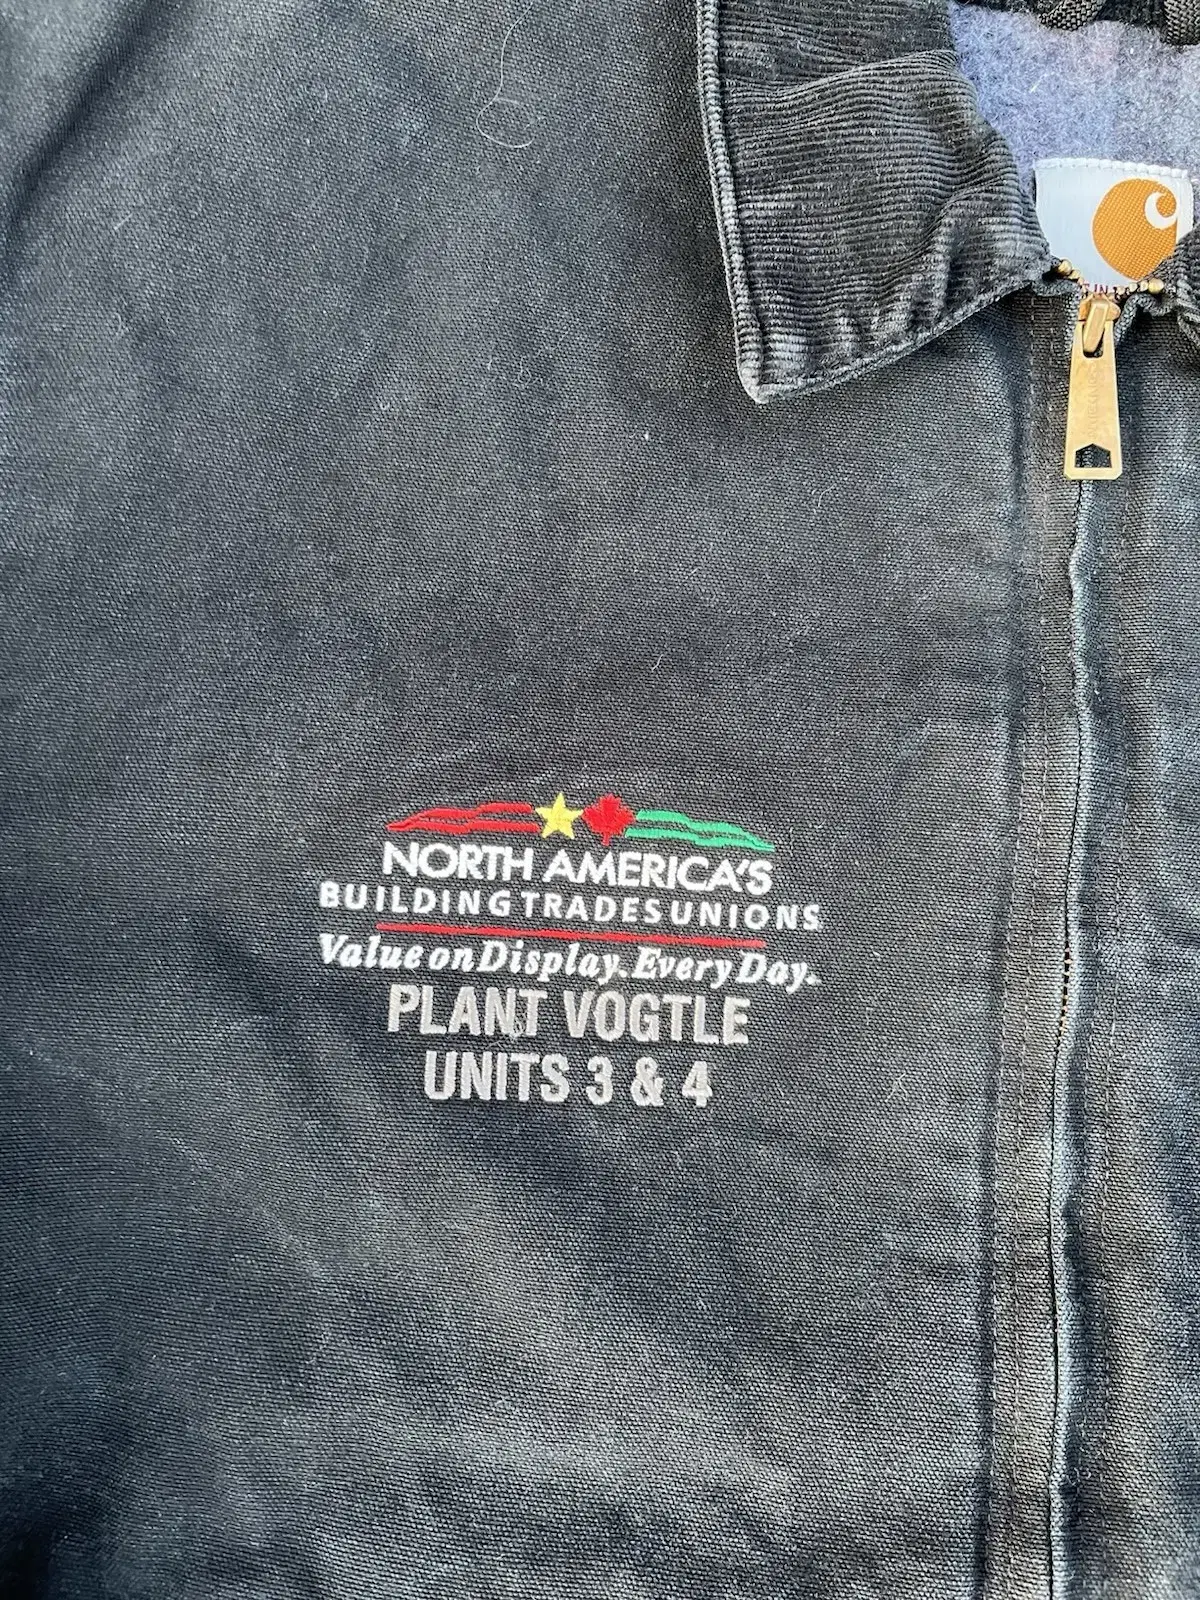 NORTH AMERICA'S
BUILDING TRADES UNIONS
Value on Display. Every Day.
PLANT VOGTLE
UNITS 3 & 4